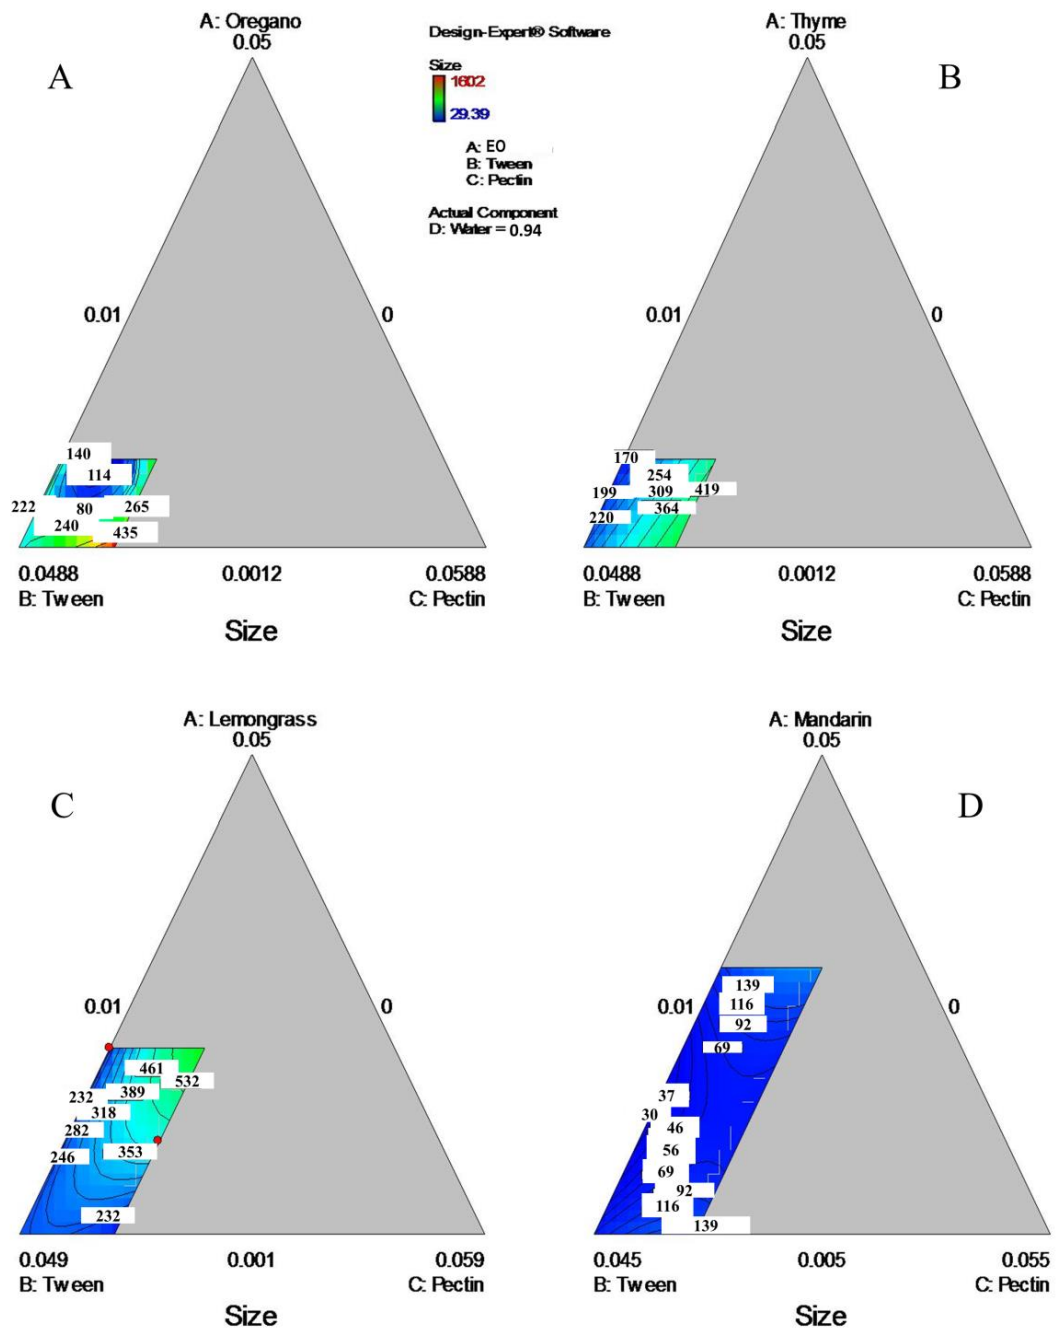 A: Oregano
0.05
A
Design-Expert® Software
Size
1602
29.39
A: EO
B: Tween
C: Pectin
Actual Component
D: Water = 0.94
0.01
0
140
114
222
80
265
240
435
0.0488
0.0012
0.0588
B: Tween
C: Pectin
Size
A: Thyme
0.05
B
0.01
0
170
254
199
309
419
364
220
0.0488
0.0012
0.0588
B: Tween
C: Pectin
Size
A: Lemongrass
0.05
C
0.01
0
461
532
232
389
318
282
353
246
232
0.049
0.001
0.059
B: Tween
C: Pectin
Size
A: Mandarin
0.05
D
0.01
0
139
116
92
69
37
30
46
56
69
92
116
139
0.045
0.005
0.055
B: Tween
C: Pectin
Size